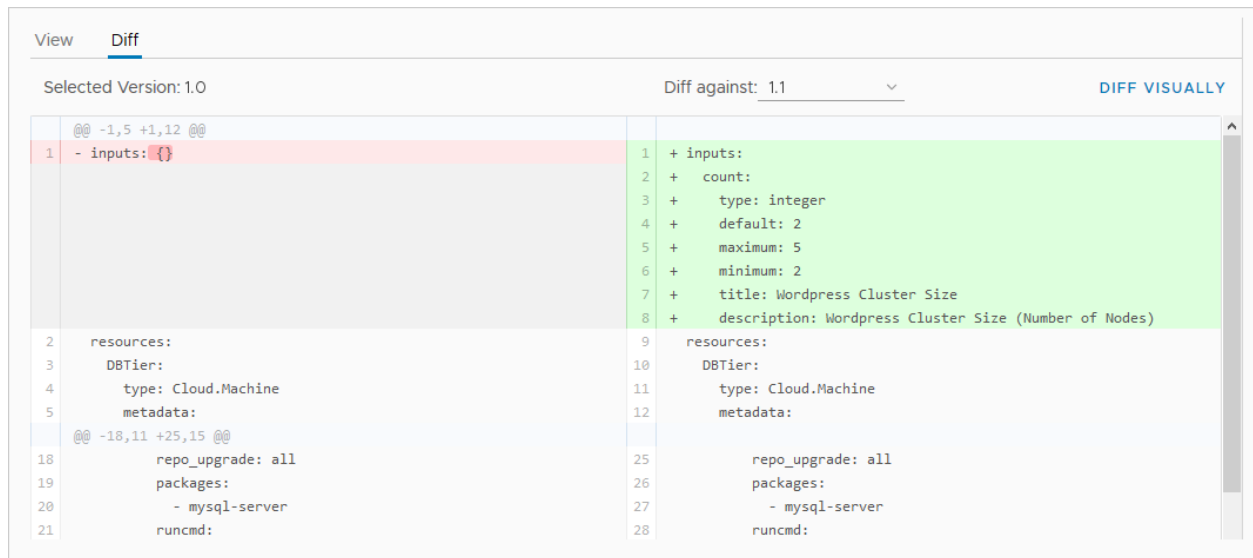 View Diff
Selected Version: 1.0 Diff against: 1.1 DIFF VISUALLY
@@ -1,5 +1,12 @@
1 - inputs: {} 1 + inputs:
2 + count:
3 + type: integer
4 + default: 2
5 + maximum: 5
6 + minimum: 2
7 + title: Wordpress Cluster Size
8 + description: Wordpress Cluster Size (Number of Nodes)
2 resources: 9 resources:
3 DBTier: 10 DBTier:
4 type: Cloud.Machine 11 type: Cloud.Machine
5 metadata: 12 metadata:
@@ -18,11 +25,15 @@
18 repo_upgrade: all 25 repo_upgrade: all
19 packages: 26 packages:
20 - mysql-server 27 - mysql-server
21 runcmd: 28 runcmd: